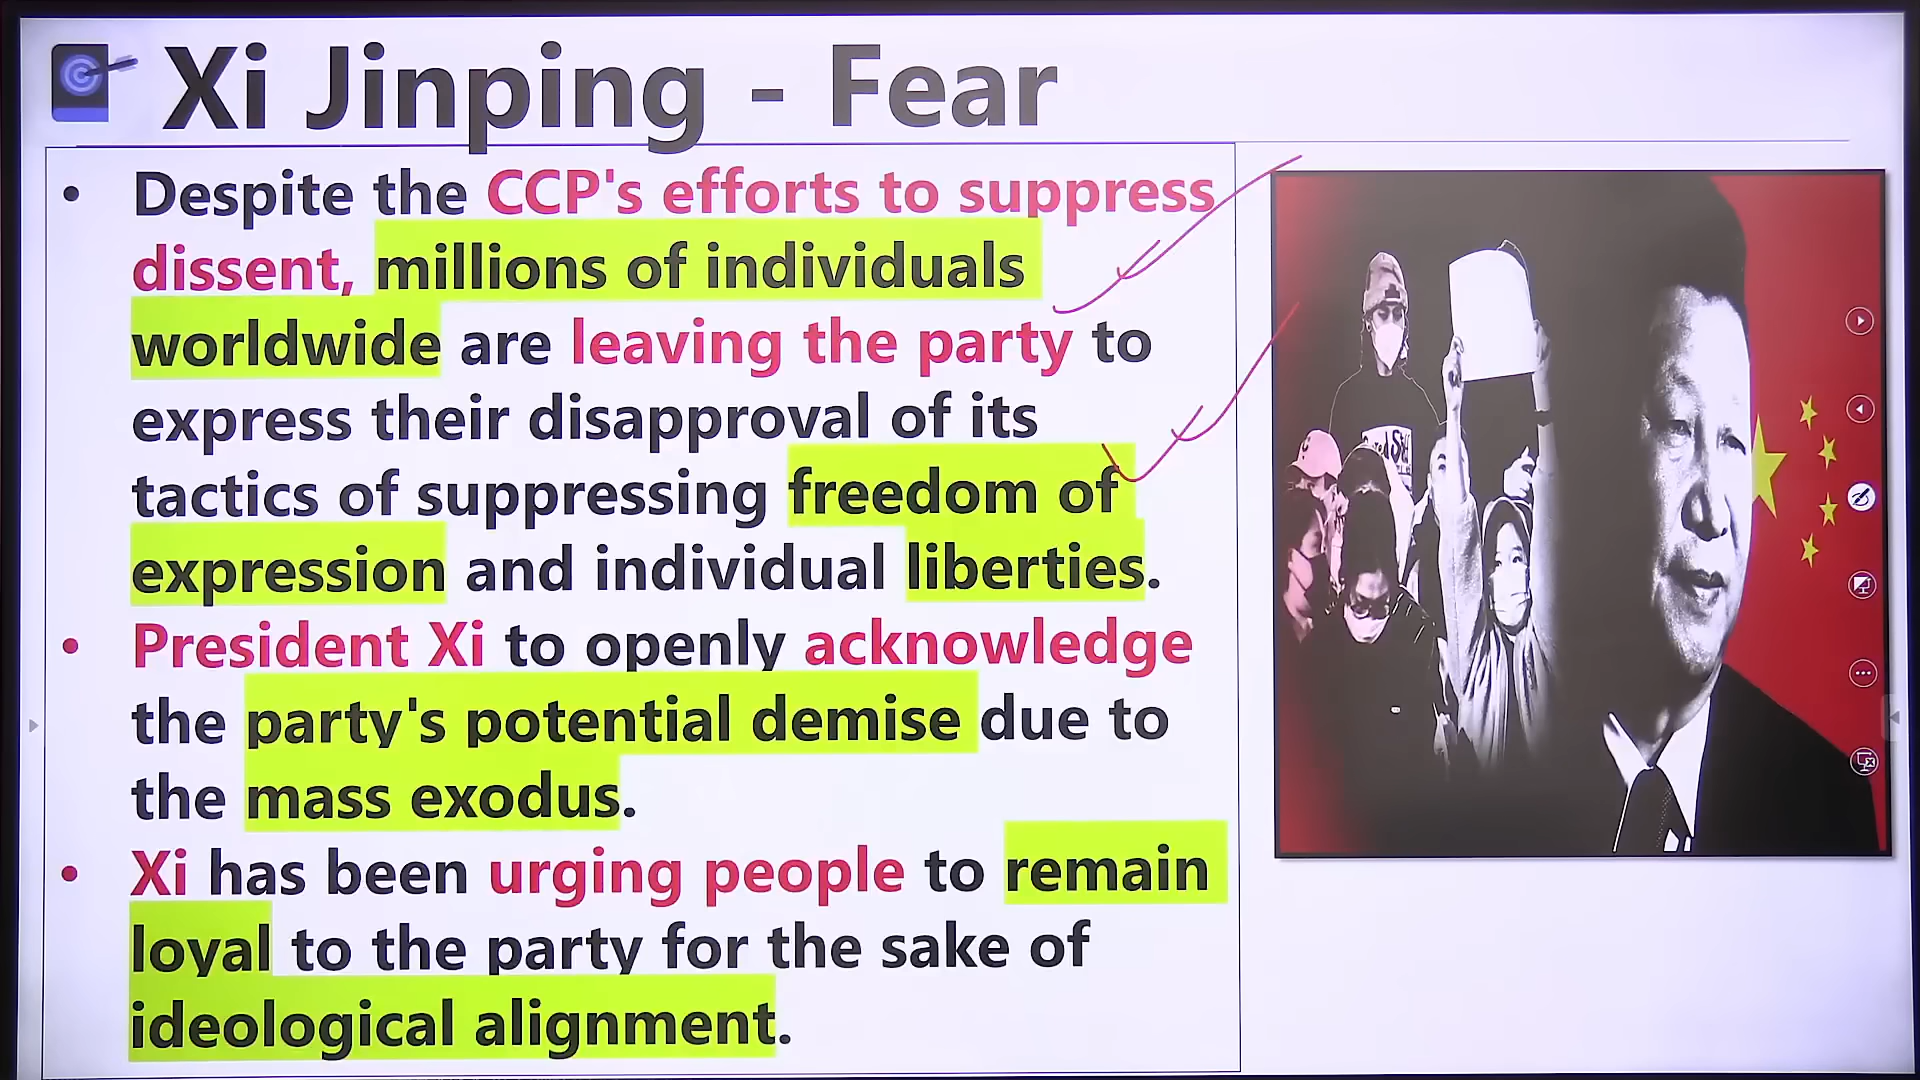 Xi Jinping - Fear
• Despite the CCP's efforts to suppress
dissent, millions of individuals
worldwide are leaving the party to
express their disapproval of its
tactics of suppressing freedom of
expression and individual liberties.
• President Xi to openly acknowledge
the party's potential demise due to
the mass exodus.
• Xi has been urging people to remain
loyal to the party for the sake of
ideological alignment.